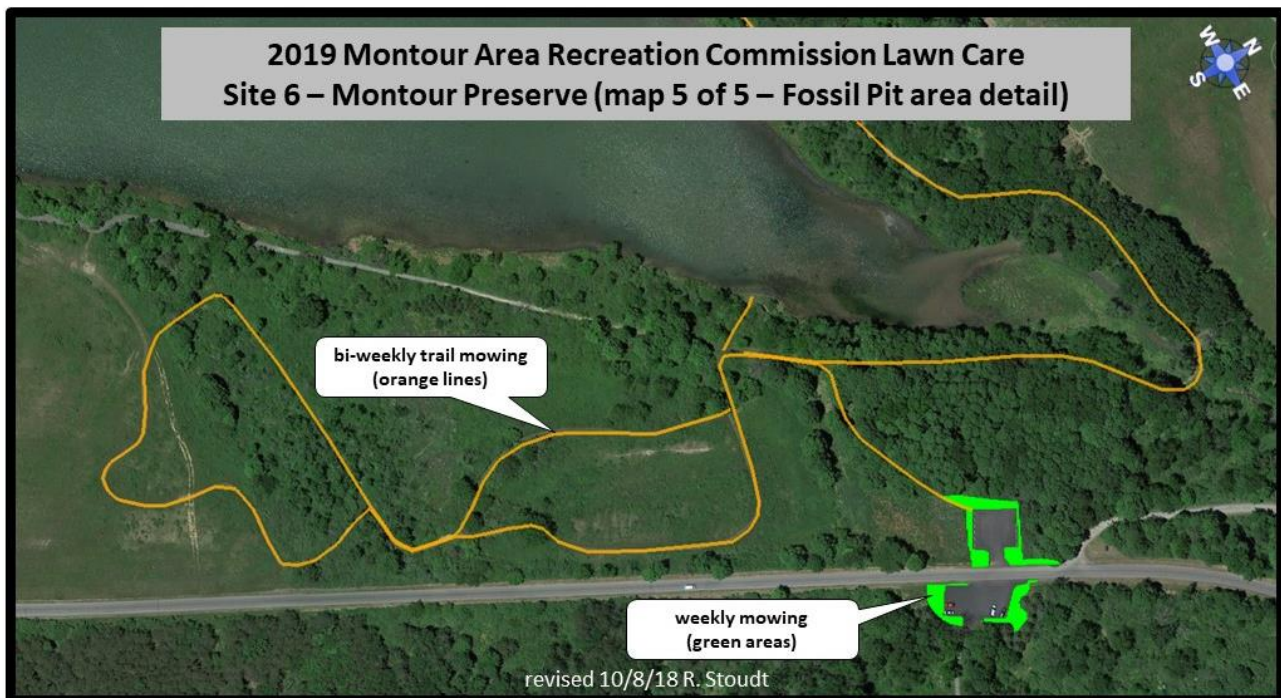 2019 Montour Area Recreation Commission Lawn Care
Site 6 – Montour Preserve (map 5 of 5 – Fossil Pit area detail)
W N
S E
bi-weekly trail mowing
(orange lines)
weekly mowing
(green areas)
revised 10/8/18 R. Stoudt